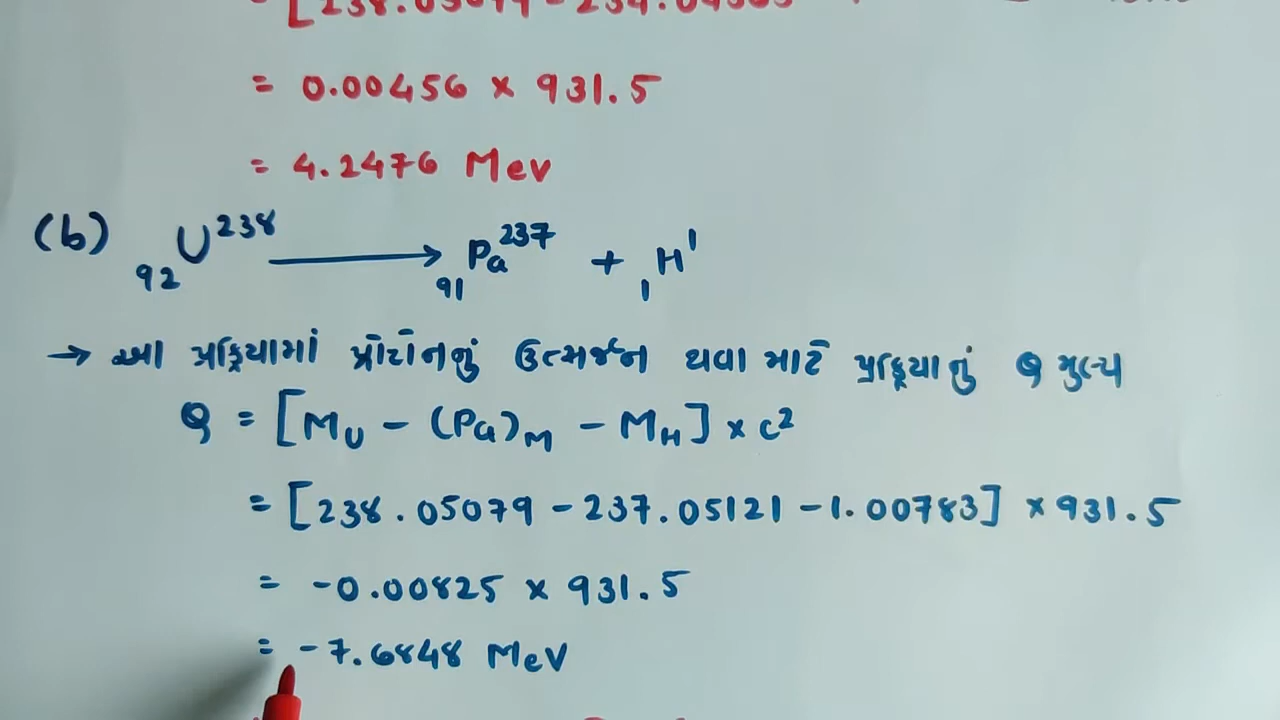 = 0.00456 × 931.5
= 4.2476 Mev
(b) ₉₂U²³⁸ ⟶ ₉₁Pa²³⁷ + ₁H¹
→ આ પ્રક્રિયામાં પ્રોટોનનું ઉત્સર્જન થવા માટે પ્રક્રિયાનું Q મુલ્ય
Q = [M_U − (Pa)_M − M_H] × c²
= [238.05079 − 237.05121 − 1.00783] × 931.5
= −0.00825 × 931.5
= −7.6848 MeV